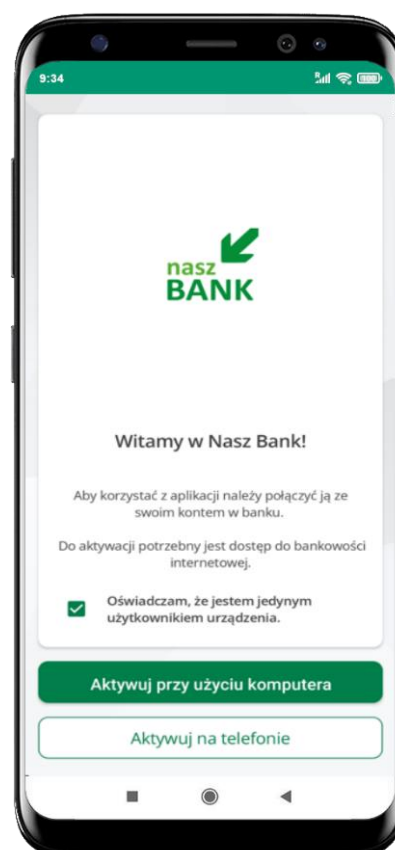 9:34
R
nasz
BANK
Witamy w Nasz Bank!
Aby korzystać z aplikacji należy połączyć ją ze
swoim kontem w banku.
Do aktywacji potrzebny jest dostęp do bankowości
internetowej.
Oświadczam, że jestem jedynym
użytkownikiem urządzenia.
Aktywuj przy użyciu komputera
Aktywuj na telefonie